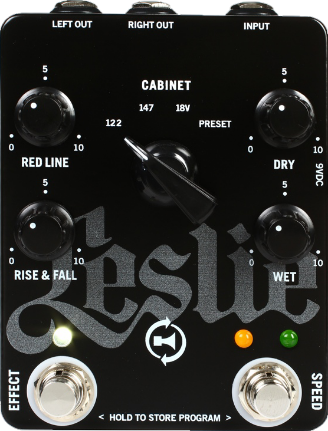 LEFT OUT
RIGHT OUT
INPUT
CABINET
147
18V
122
PRESET
5
0
10
RED LINE
5
0
10
DRY
9VDC
5
0
10
RISE & FALL
5
0
10
WET
Leslie
EFFECT
SPEED
< HOLD TO STORE PROGRAM >